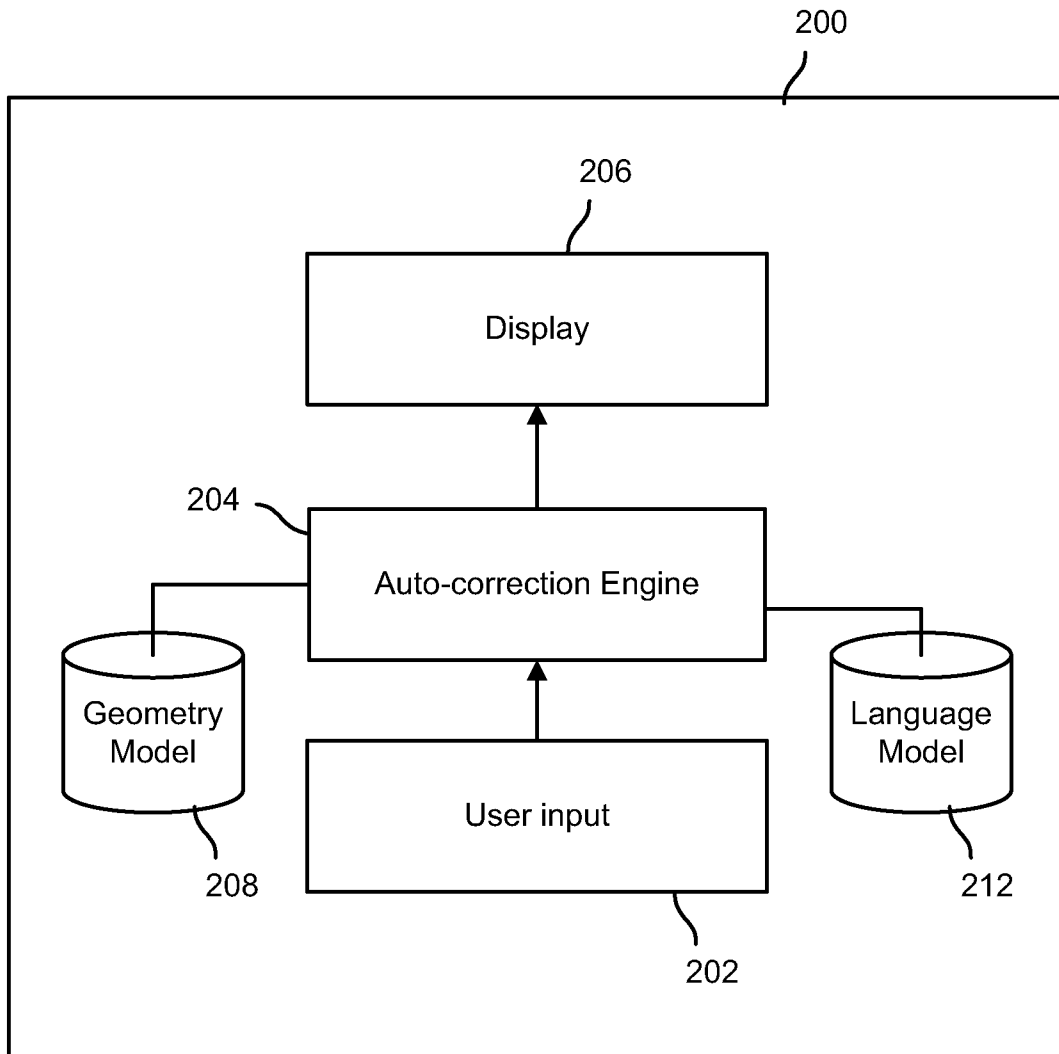 200
206
Display
204
Auto-correction Engine
Geometry
Model
Language
Model
User input
208
212
202